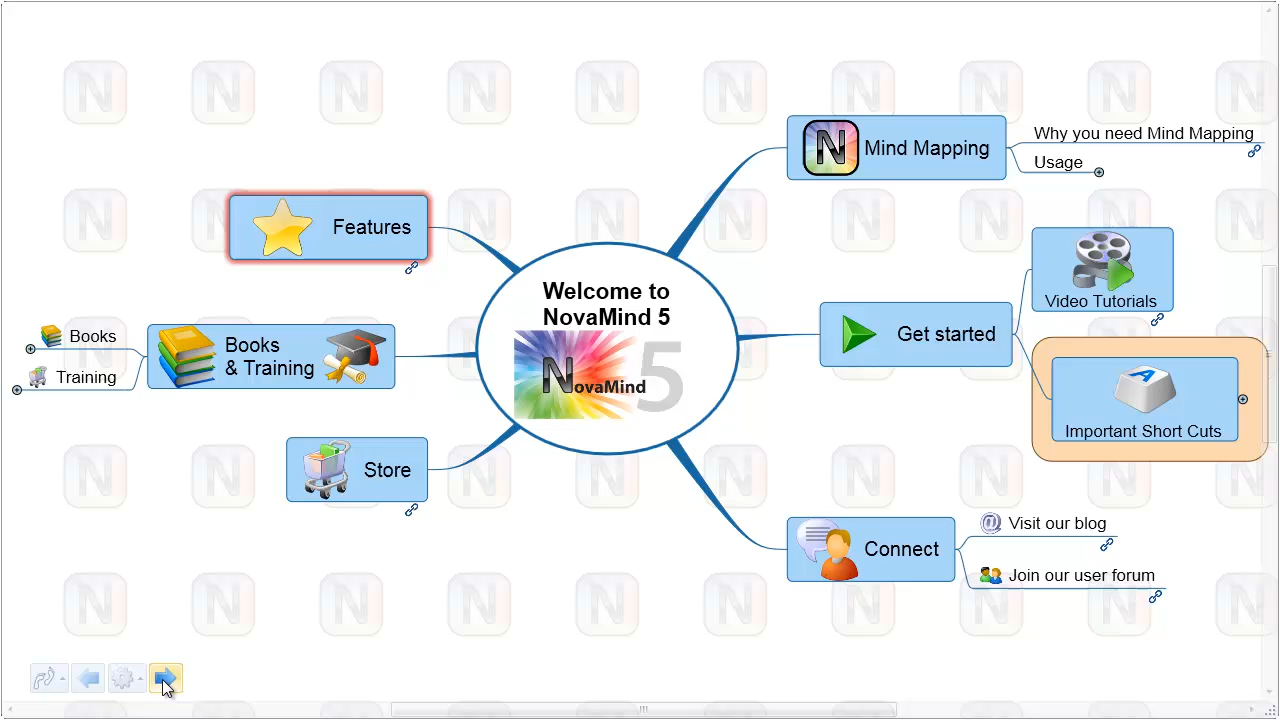 Mind Mapping
Why you need Mind Mapping
Usage
Features
Video Tutorials
Welcome to
NovaMind 5
Get started
NovaMind 5
Books
Training
Books
& Training
A
Important Short Cuts
Store
Connect
Visit our blog
Join our user forum